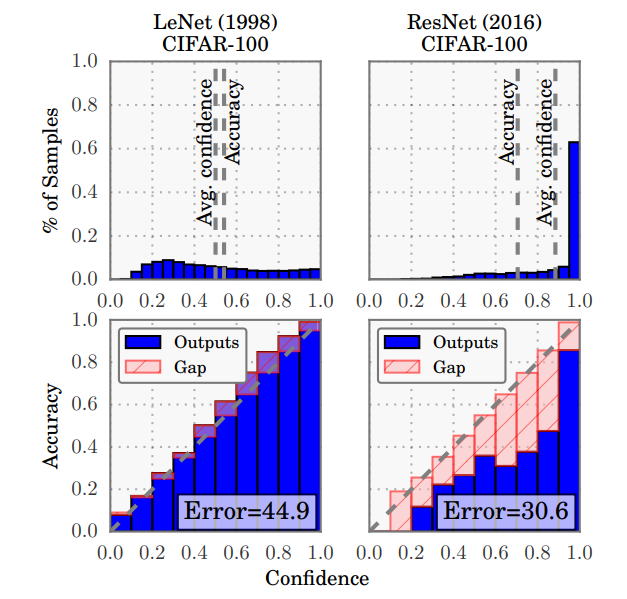 LeNet (1998)
CIFAR-100
ResNet (2016)
CIFAR-100
% of Samples
1.0
0.8
0.6
0.4
0.2
0.0
Avg. confidence
Accuracy
0.0 0.2 0.4 0.6 0.8 1.0
Accuracy
Avg. confidence
0.0 0.2 0.4 0.6 0.8 1.0
Accuracy
1.0
0.8
0.6
0.4
0.2
0.0
Outputs
Gap
Error=44.9
0.0 0.2 0.4 0.6 0.8 1.0
Outputs
Gap
Error=30.6
0.0 0.2 0.4 0.6 0.8 1.0
Confidence